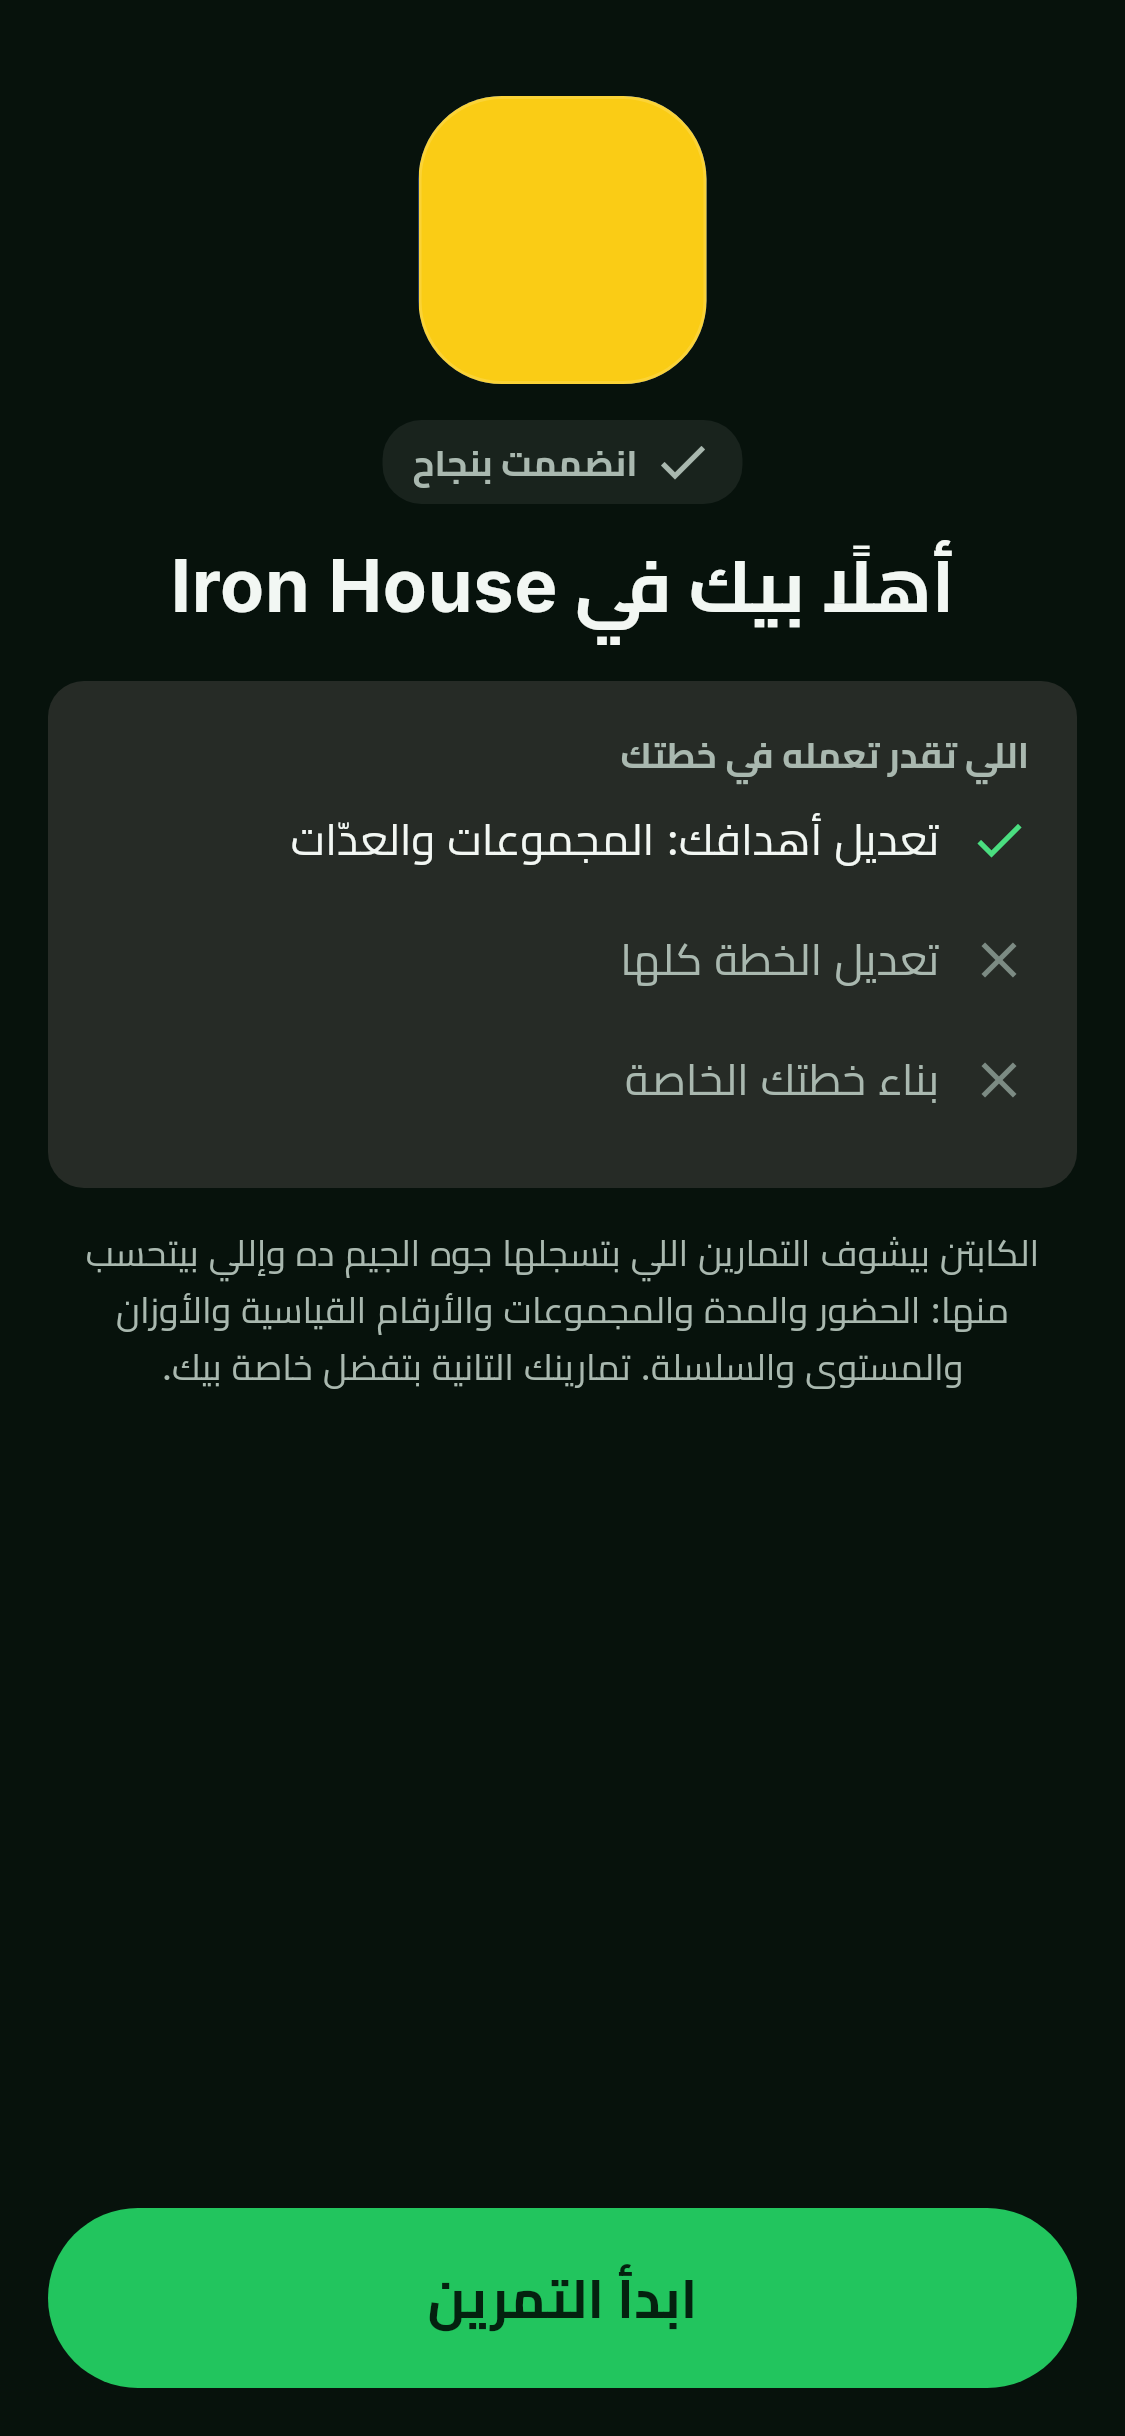 انضممت بنجاح
أهلًا بيك في Iron House
اللي تقدر تعمله في خطتك
تعديل أهدافك: المجموعات والعدّات
تعديل الخطة كلها
بناء خطتك الخاصة
الكابتن بيشوف التمارين اللي بتسجلها جوه الجيم ده وإللي بيتحسب
منها: الحضور والمدة والمجموعات والأرقام القياسية والأوزان
والمستوى والسلسلة. تمارينك التانية بتفضل خاصة بيك.
ابدأ التمرين